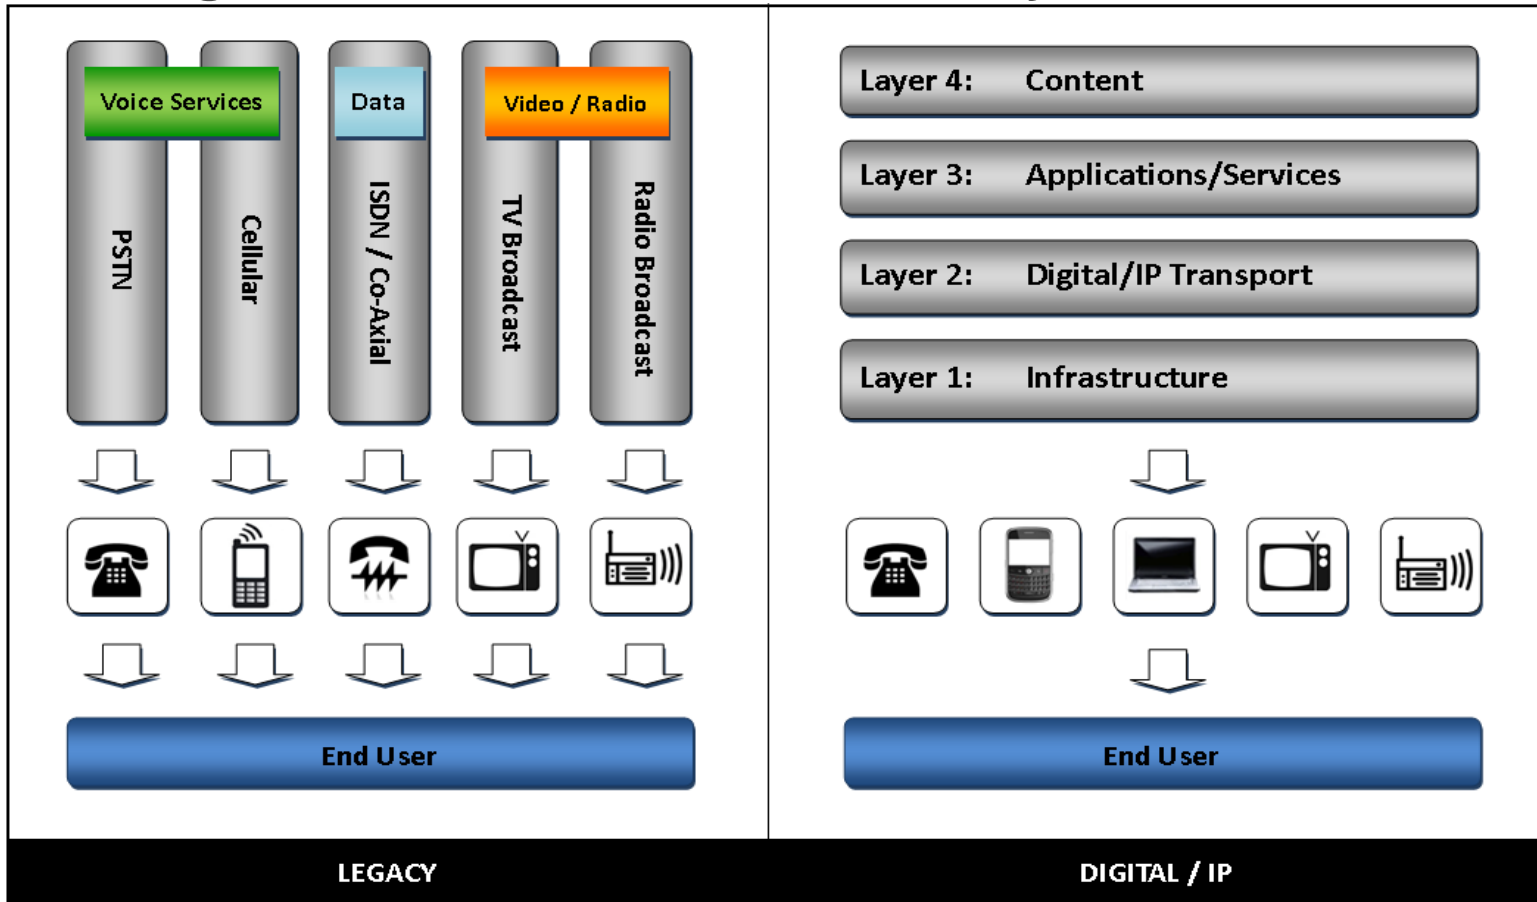 Voice Services
Data
Video / Radio
PSTN
Cellular
ISDN / Co-Axial
TV Broadcast
Radio Broadcast
End User
LEGACY
Layer 4: Content
Layer 3: Applications/Services
Layer 2: Digital/IP Transport
Layer 1: Infrastructure
End User
DIGITAL / IP